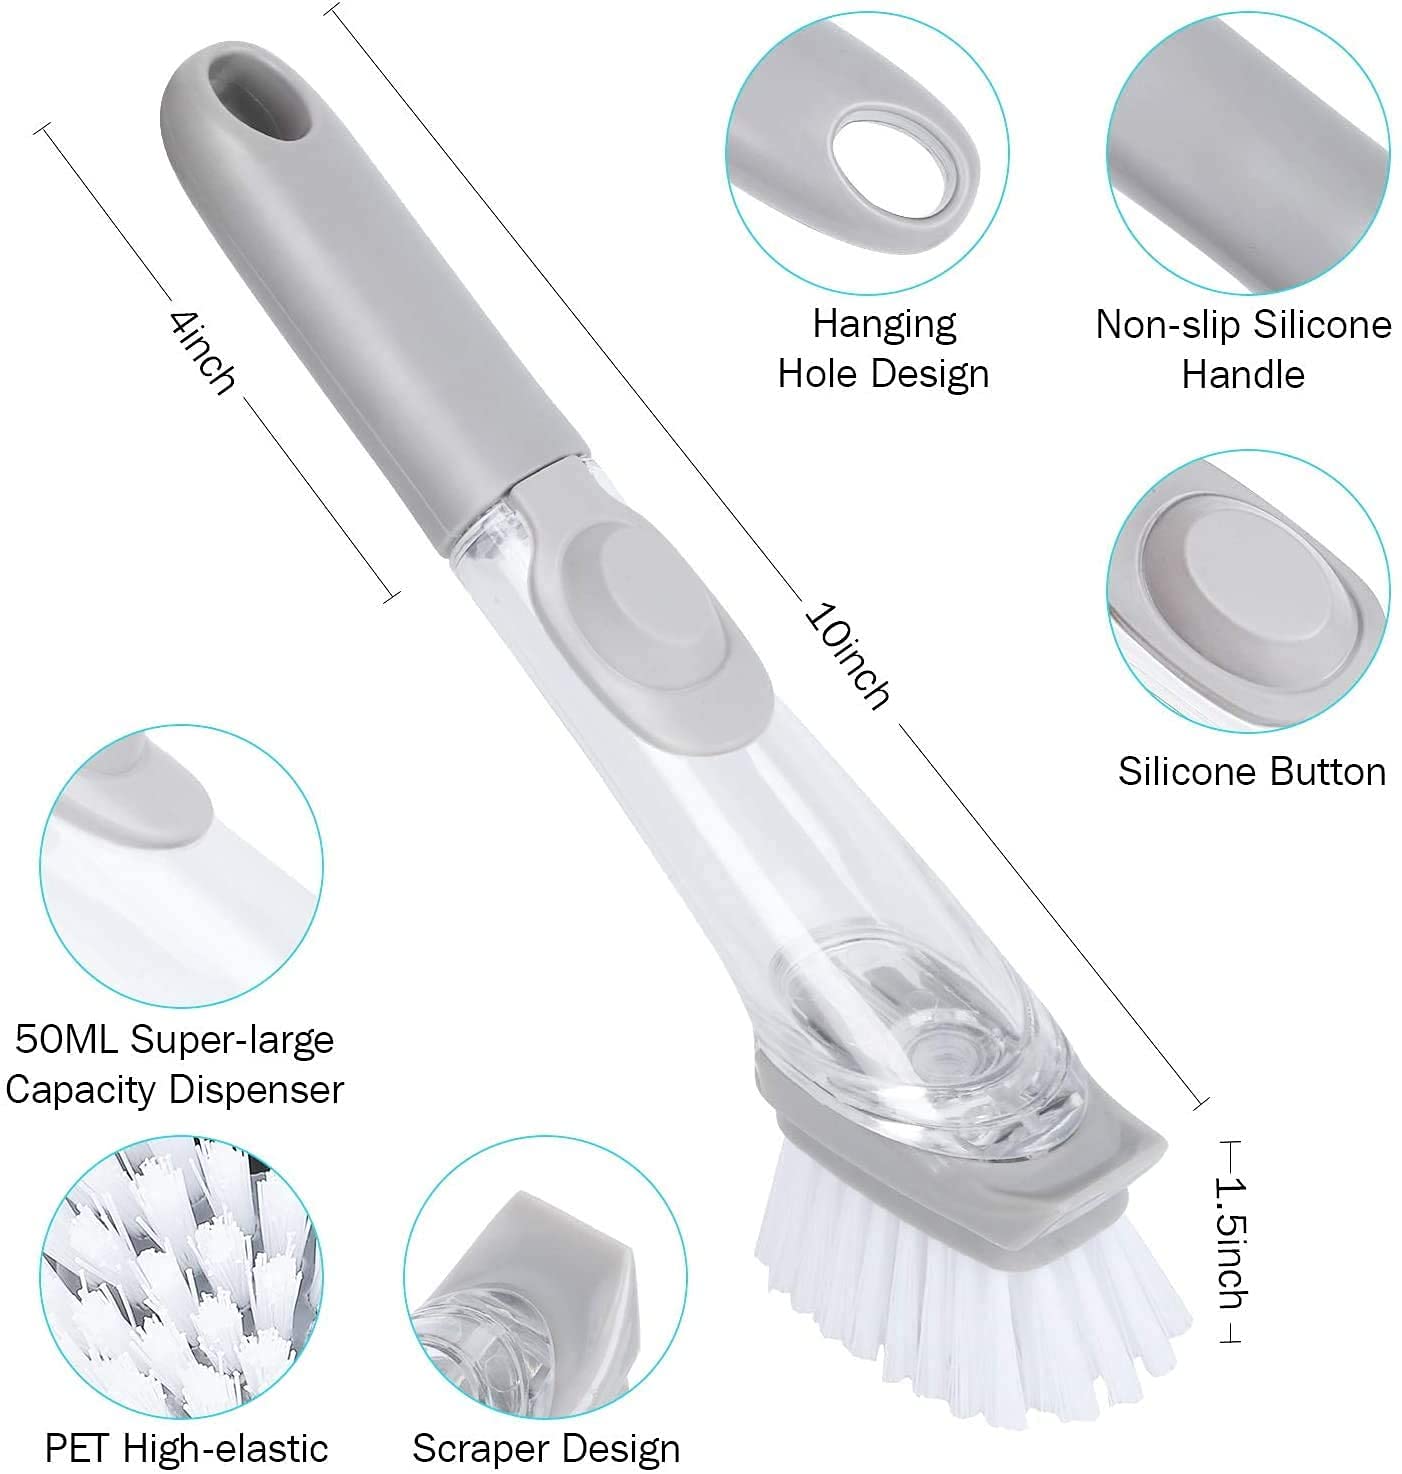 Hanging
Hole Design
Non-slip Silicone
Handle
4inch
10inch
Silicone Button
50ML Super-large
Capacity Dispenser
1.5inch
PET High-elastic
Scraper Design